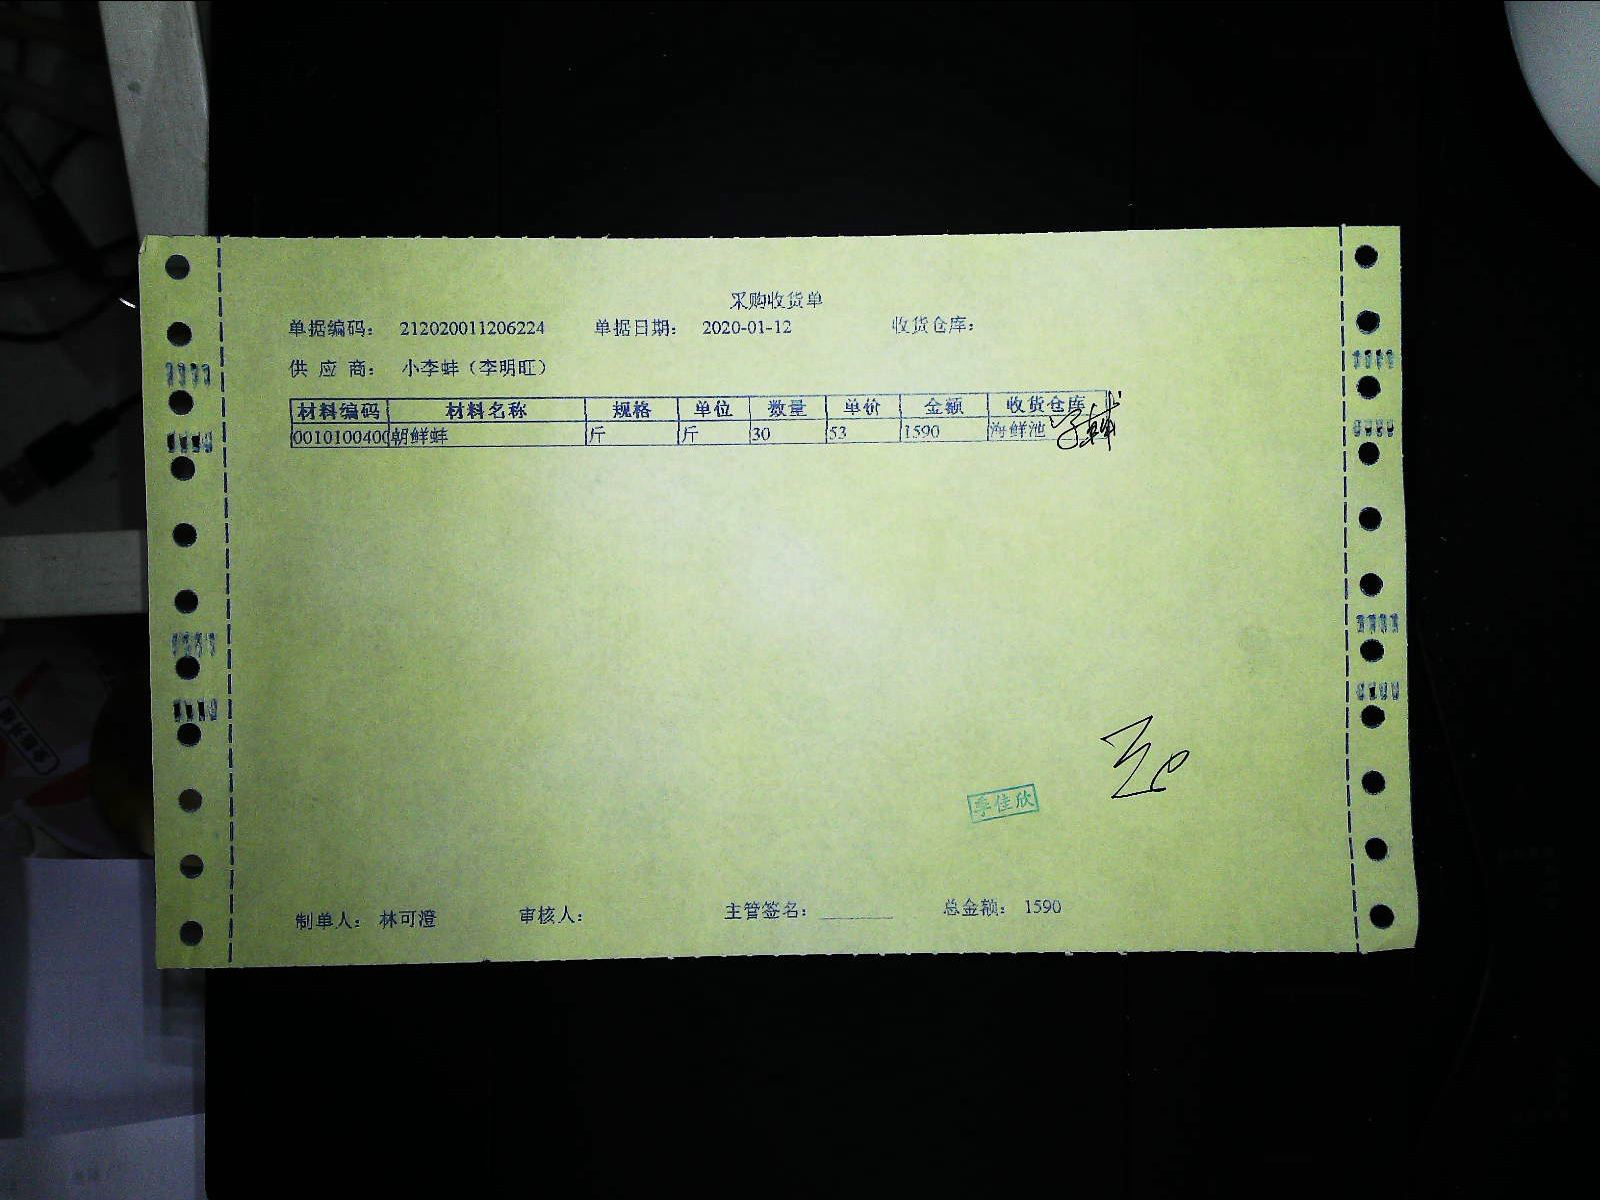 采购收货单
单据编码： 212020011206224 单据日期： 2020-01-12 收货仓库：
供 应 商： 小李蚌（李明旺）
材料编码 材料名称 规格 单位 数量 单价 金额 收货仓库
0010100400 朝鲜蚌 斤 斤 30 53 1590 海鲜池
李佳欣
制单人： 林可澄 审核人： 主管签名：________ 总金额： 1590